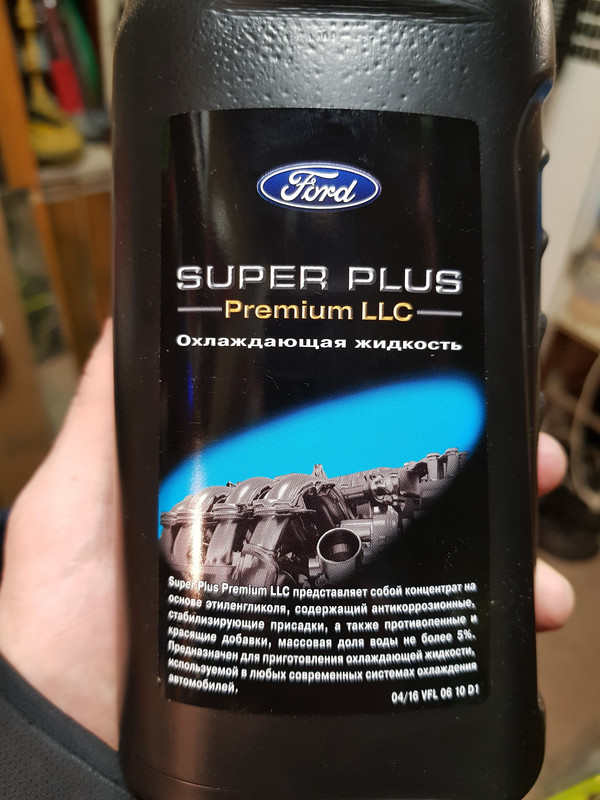 Ford
SUPER PLUS
Premium LLC
Охлаждающая жидкость
Super Plus Premium LLC представляет собой концентрат на
основе этиленгликоля, содержащий антикоррозионные,
стабилизирующие присадки, а также противопенные и
красящие добавки, массовая доля воды не более 5%.
Предназначен для приготовления охлаждающей жидкости,
используемой в любых современных системах охлаждения
автомобилей.
04/16 VFL 06 10 D1